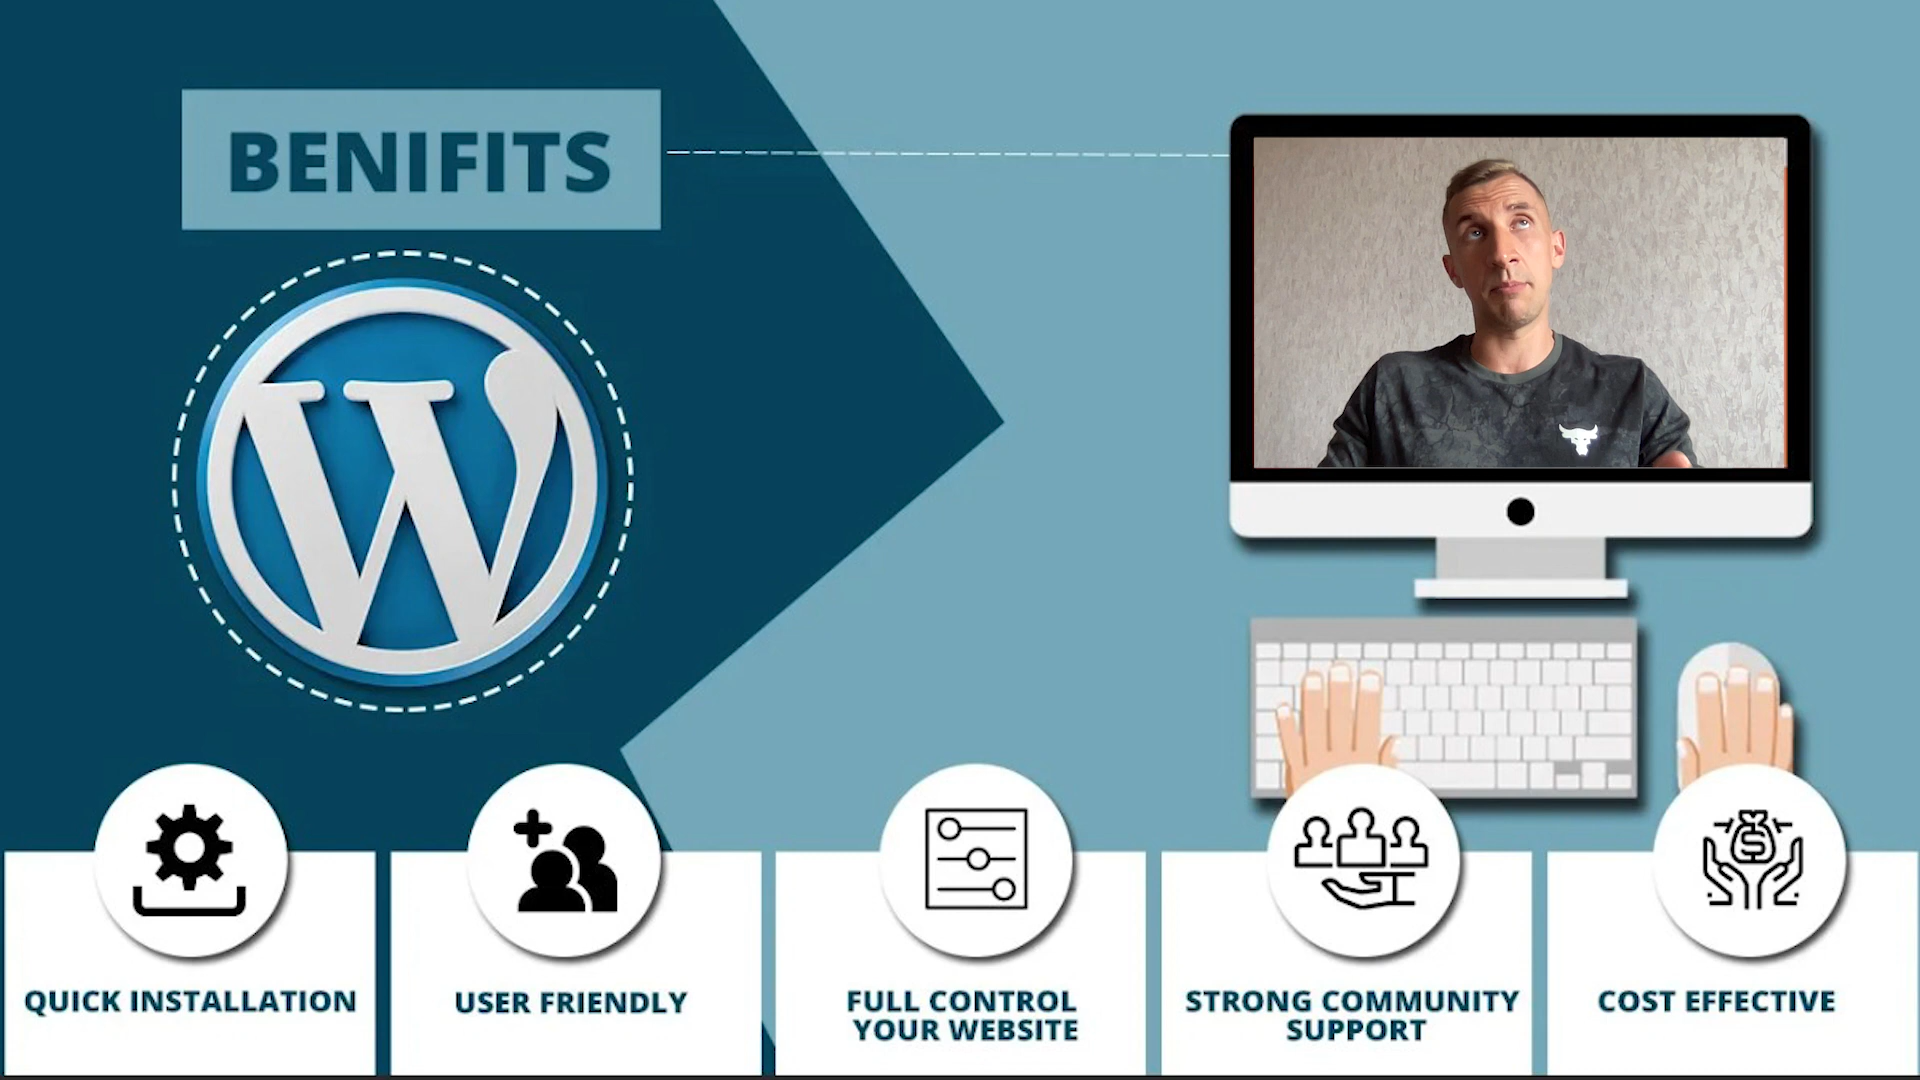 BENIFITS
QUICK INSTALLATION
USER FRIENDLY
FULL CONTROL
YOUR WEBSITE
STRONG COMMUNITY
SUPPORT
COST EFFECTIVE